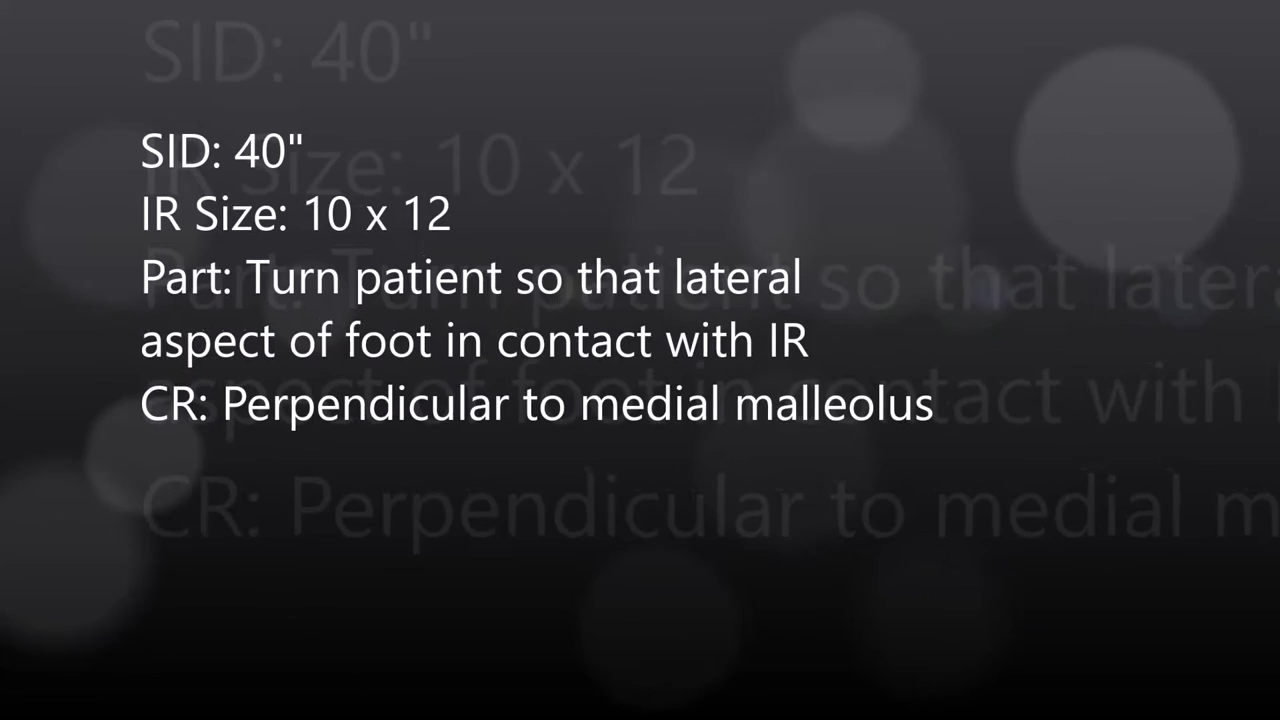 SID: 40"
IR Size: 10 x 12
Part: Turn patient so that lateral
aspect of foot in contact with IR
CR: Perpendicular to medial malleolus